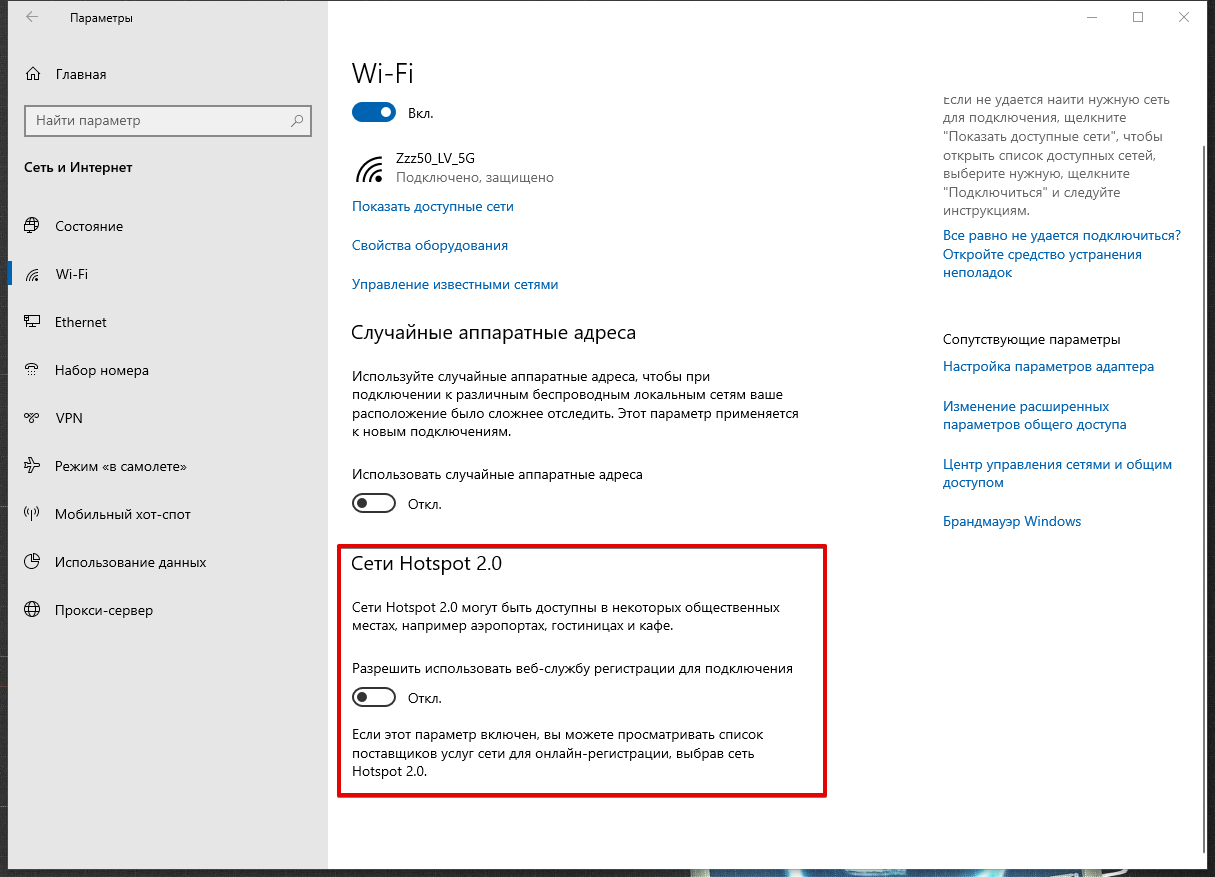 Параметры
Главная
Найти параметр
Сеть и Интернет
Состояние
Wi-Fi
Ethernet
Набор номера
VPN
Режим «в самолете»
Мобильный хот-спот
Использование данных
Прокси-сервер
Wi-Fi
Вкл.
Zzz50_LV_5G
Подключено, защищено
Показать доступные сети
Свойства оборудования
Управление известными сетями
Случайные аппаратные адреса
Используйте случайные аппаратные адреса, чтобы при
подключении к различным беспроводным локальным сетям ваше
расположение было сложнее отследить. Этот параметр применяется
к новым подключениям.
Использовать случайные аппаратные адреса
Откл.
Сети Hotspot 2.0
Сети Hotspot 2.0 могут быть доступны в некоторых общественных
местах, например аэропортах, гостиницах и кафе.
Разрешить использовать веб-службу регистрации для подключения
Откл.
Если этот параметр включен, вы можете просматривать список
поставщиков услуг сети для онлайн-регистрации, выбрав сеть
Hotspot 2.0.
Если не удается найти нужную сеть
для подключения, щелкните
"Показать доступные сети", чтобы
открыть список доступных сетей,
выберите нужную, щелкните
"Подключиться" и следуйте
инструкциям.
Все равно не удается подключиться?
Откройте средство устранения
неполадок
Сопутствующие параметры
Настройка параметров адаптера
Изменение расширенных
параметров общего доступа
Центр управления сетями и общим
доступом
Брандмауэр Windows